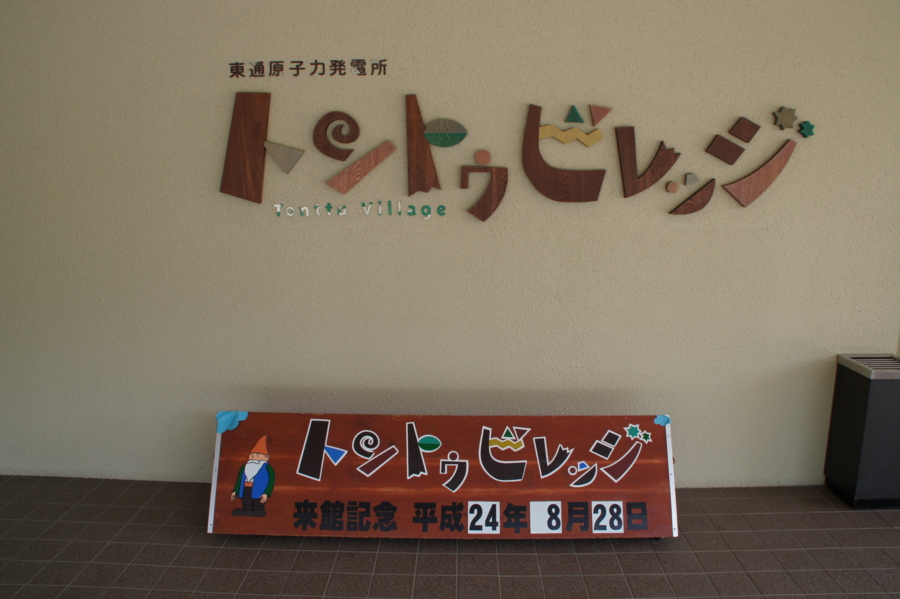 東通原子力発電所
トントゥビレッジ
Tonttu Village
トントゥビレッジ
来館記念 平成24年 8月28日